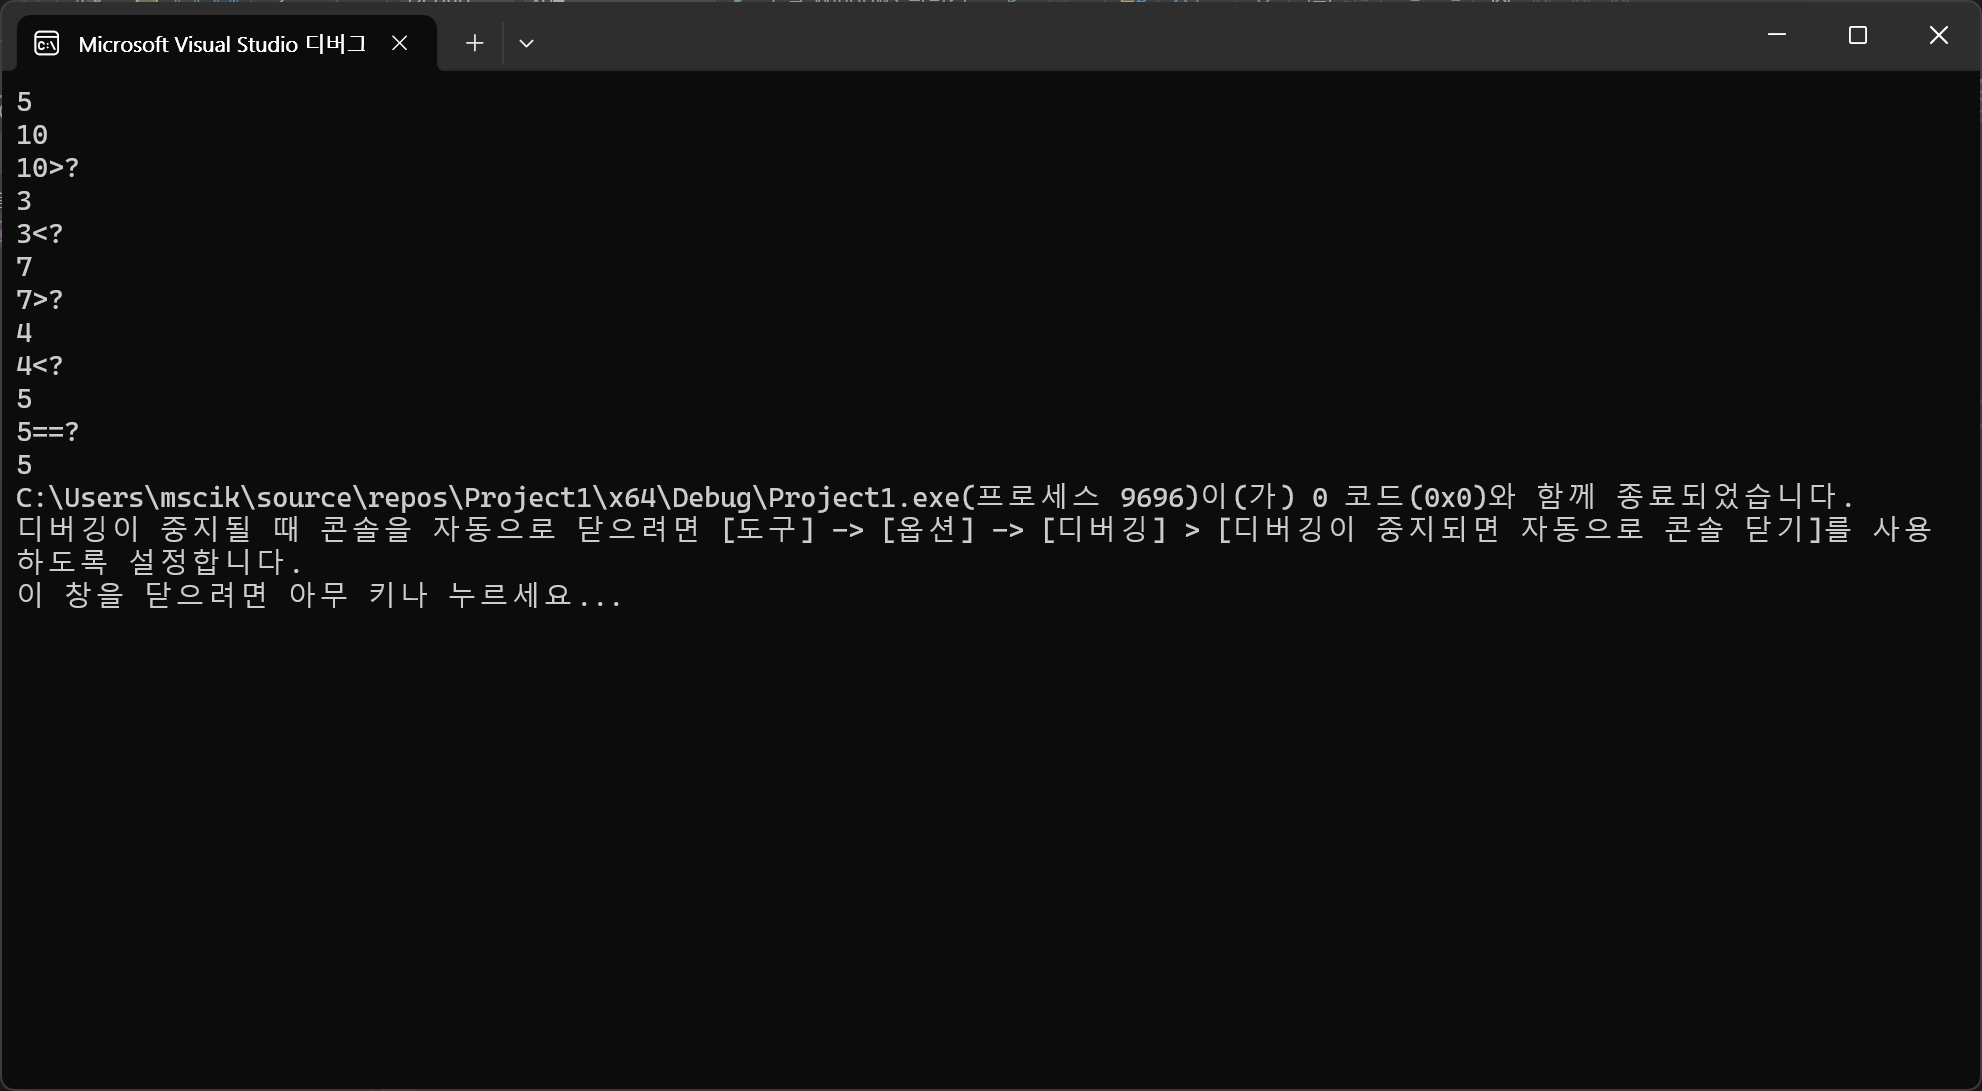 Microsoft Visual Studio 디버그
5
10
10>?
3
3<?
7
7>?
4
4<?
5
5==?
5
C:\Users\mscik\source\repos\Project1\x64\Debug\Project1.exe(프로세스 9696)이(가) 0 코드(0x0)와 함께 종료되었습니다.
디버깅이 중지될 때 콘솔을 자동으로 닫으려면 [도구] -> [옵션] -> [디버깅] > [디버깅이 중지되면 자동으로 콘솔 닫기]를 사용
하도록 설정합니다.
이 창을 닫으려면 아무 키나 누르세요...